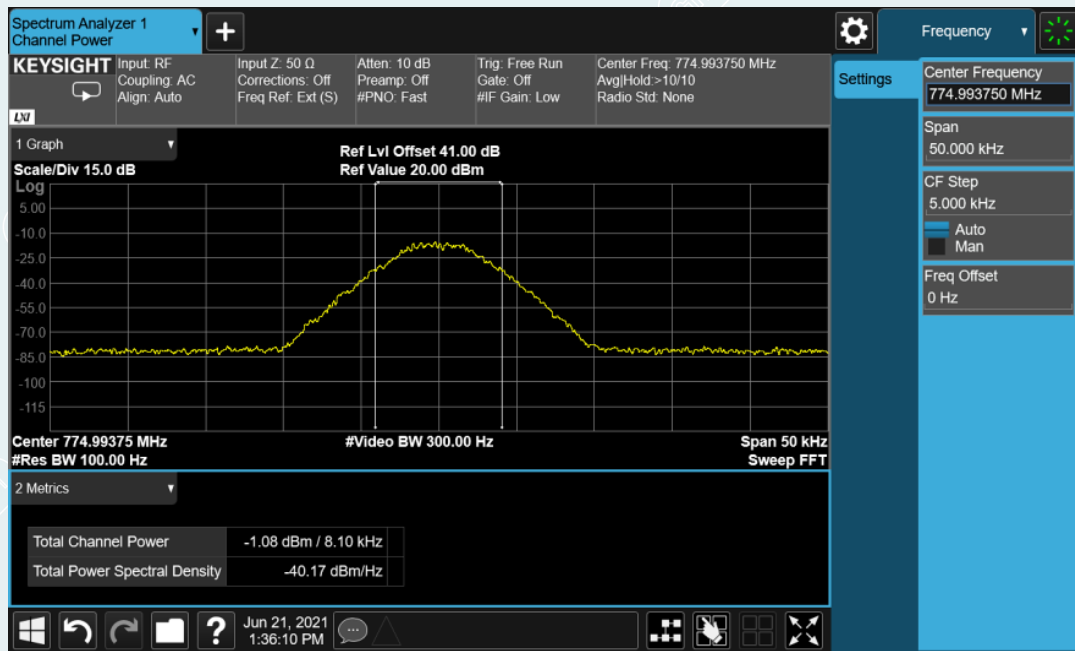 Spectrum Analyzer 1
Channel Power
+
Frequency
KEYSIGHT
LXI
Input: RF
Coupling: AC
Align: Auto
Input Z: 50 Ω
Corrections: Off
Freq Ref: Ext (S)
Atten: 10 dB
Preamp: Off
#PNO: Fast
Trig: Free Run
Gate: Off
#IF Gain: Low
Center Freq: 774.993750 MHz
Avg|Hold:>10/10
Radio Std: None
Settings
Center Frequency
774.993750 MHz
Span
50.000 kHz
CF Step
5.000 kHz
Auto
Man
Freq Offset
0 Hz
1 Graph
Scale/Div 15.0 dB
Ref Lvl Offset 41.00 dB
Ref Value 20.00 dBm
Log
5.00
-10.0
-25.0
-40.0
-55.0
-70.0
-85.0
-100
-115
Center 774.99375 MHz
#Res BW 100.00 Hz
#Video BW 300.00 Hz
Span 50 kHz
Sweep FFT
2 Metrics
Total Channel Power -1.08 dBm / 8.10 kHz
Total Power Spectral Density -40.17 dBm/Hz
?
Jun 21, 2021
1:36:10 PM